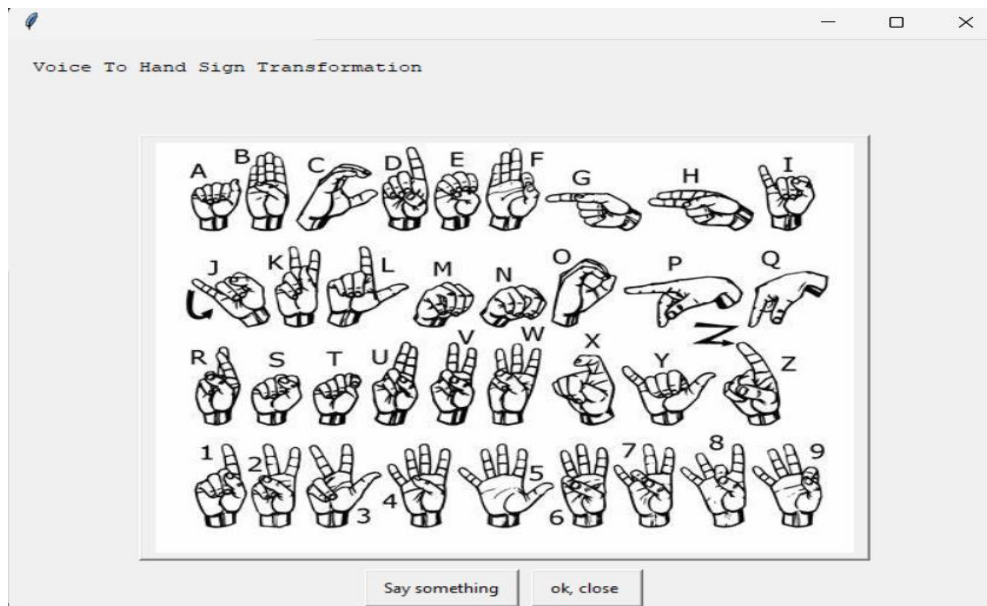 Voice To Hand Sign Transformation
A B C D E F G H I
J K L M N O P Q
R S T U V W X Y Z
1 2 3 4 5 6 7 8 9
Say something ok, close